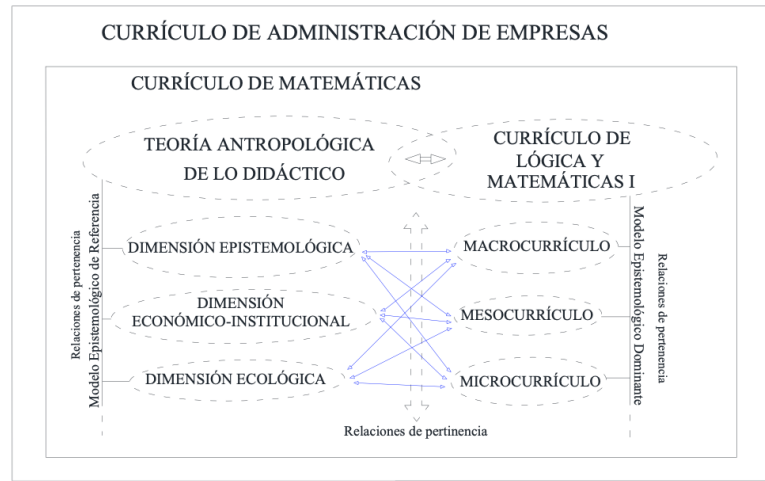 CURRÍCULO DE ADMINISTRACIÓN DE EMPRESAS
CURRÍCULO DE MATEMÁTICAS
TEORÍA ANTROPOLÓGICA
DE LO DIDÁCTICO
CURRÍCULO DE
LÓGICA Y
MATEMÁTICAS I
Relaciones de pertenencia
Modelo Epistemológico de Referencia
DIMENSIÓN EPISTEMOLÓGICA
DIMENSIÓN
ECONÓMICO-INSTITUCIONAL
DIMENSIÓN ECOLÓGICA
MACROCURRÍCULO
MESOCURRÍCULO
MICROCURRÍCULO
Modelo Epistemológico Dominante
Relaciones de pertenencia
Relaciones de pertinencia